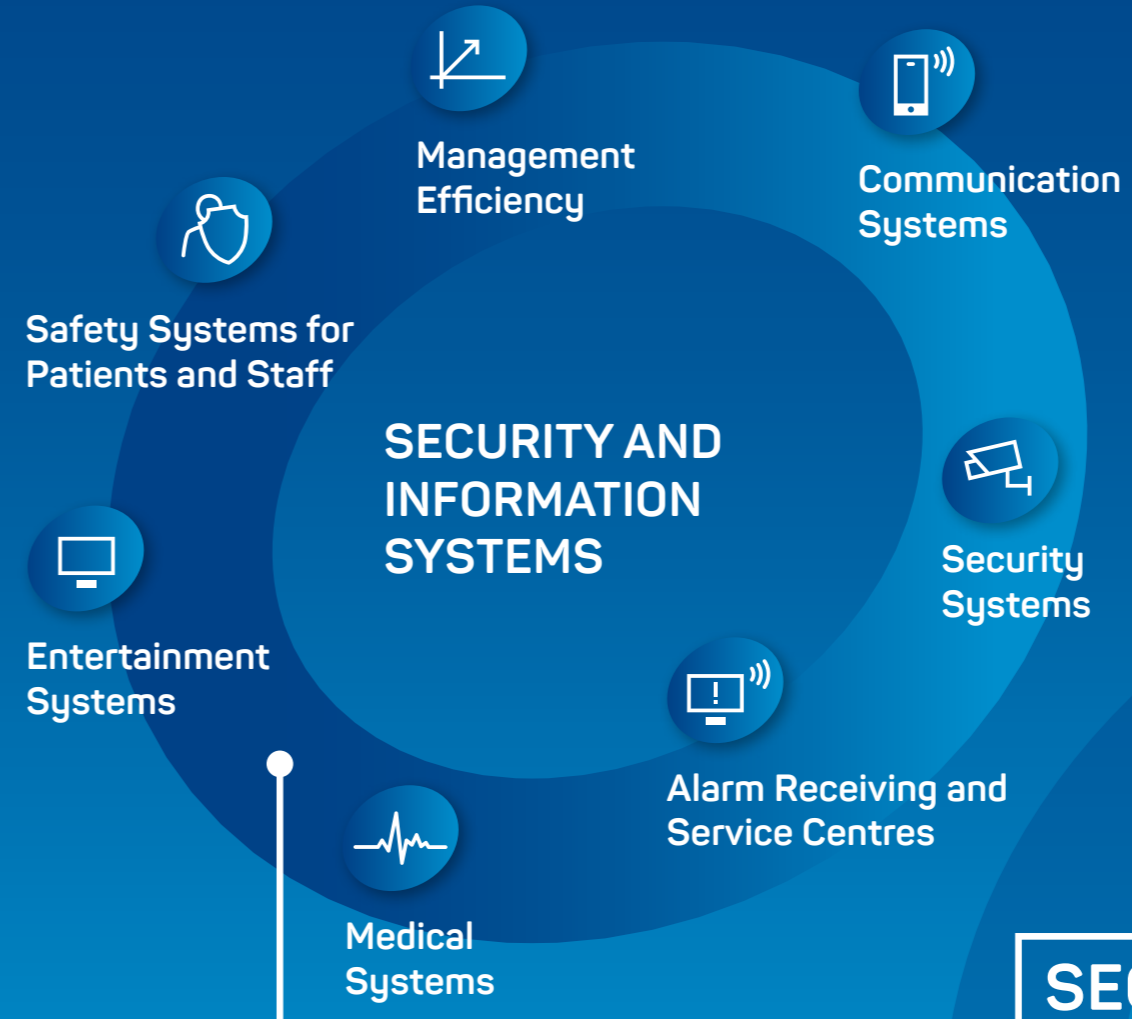 Management
Efficiency
Communication
Systems
Safety Systems for
Patients and Staff
SECURITY AND
INFORMATION
SYSTEMS
Security
Systems
Entertainment
Systems
Alarm Receiving and
Service Centres
Medical
Systems